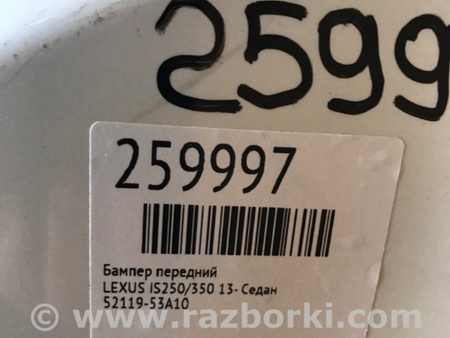 2599
259997
Бампер передний
LEXUS IS250/350 13- Седан
52119-53A10
© www.razborki.com